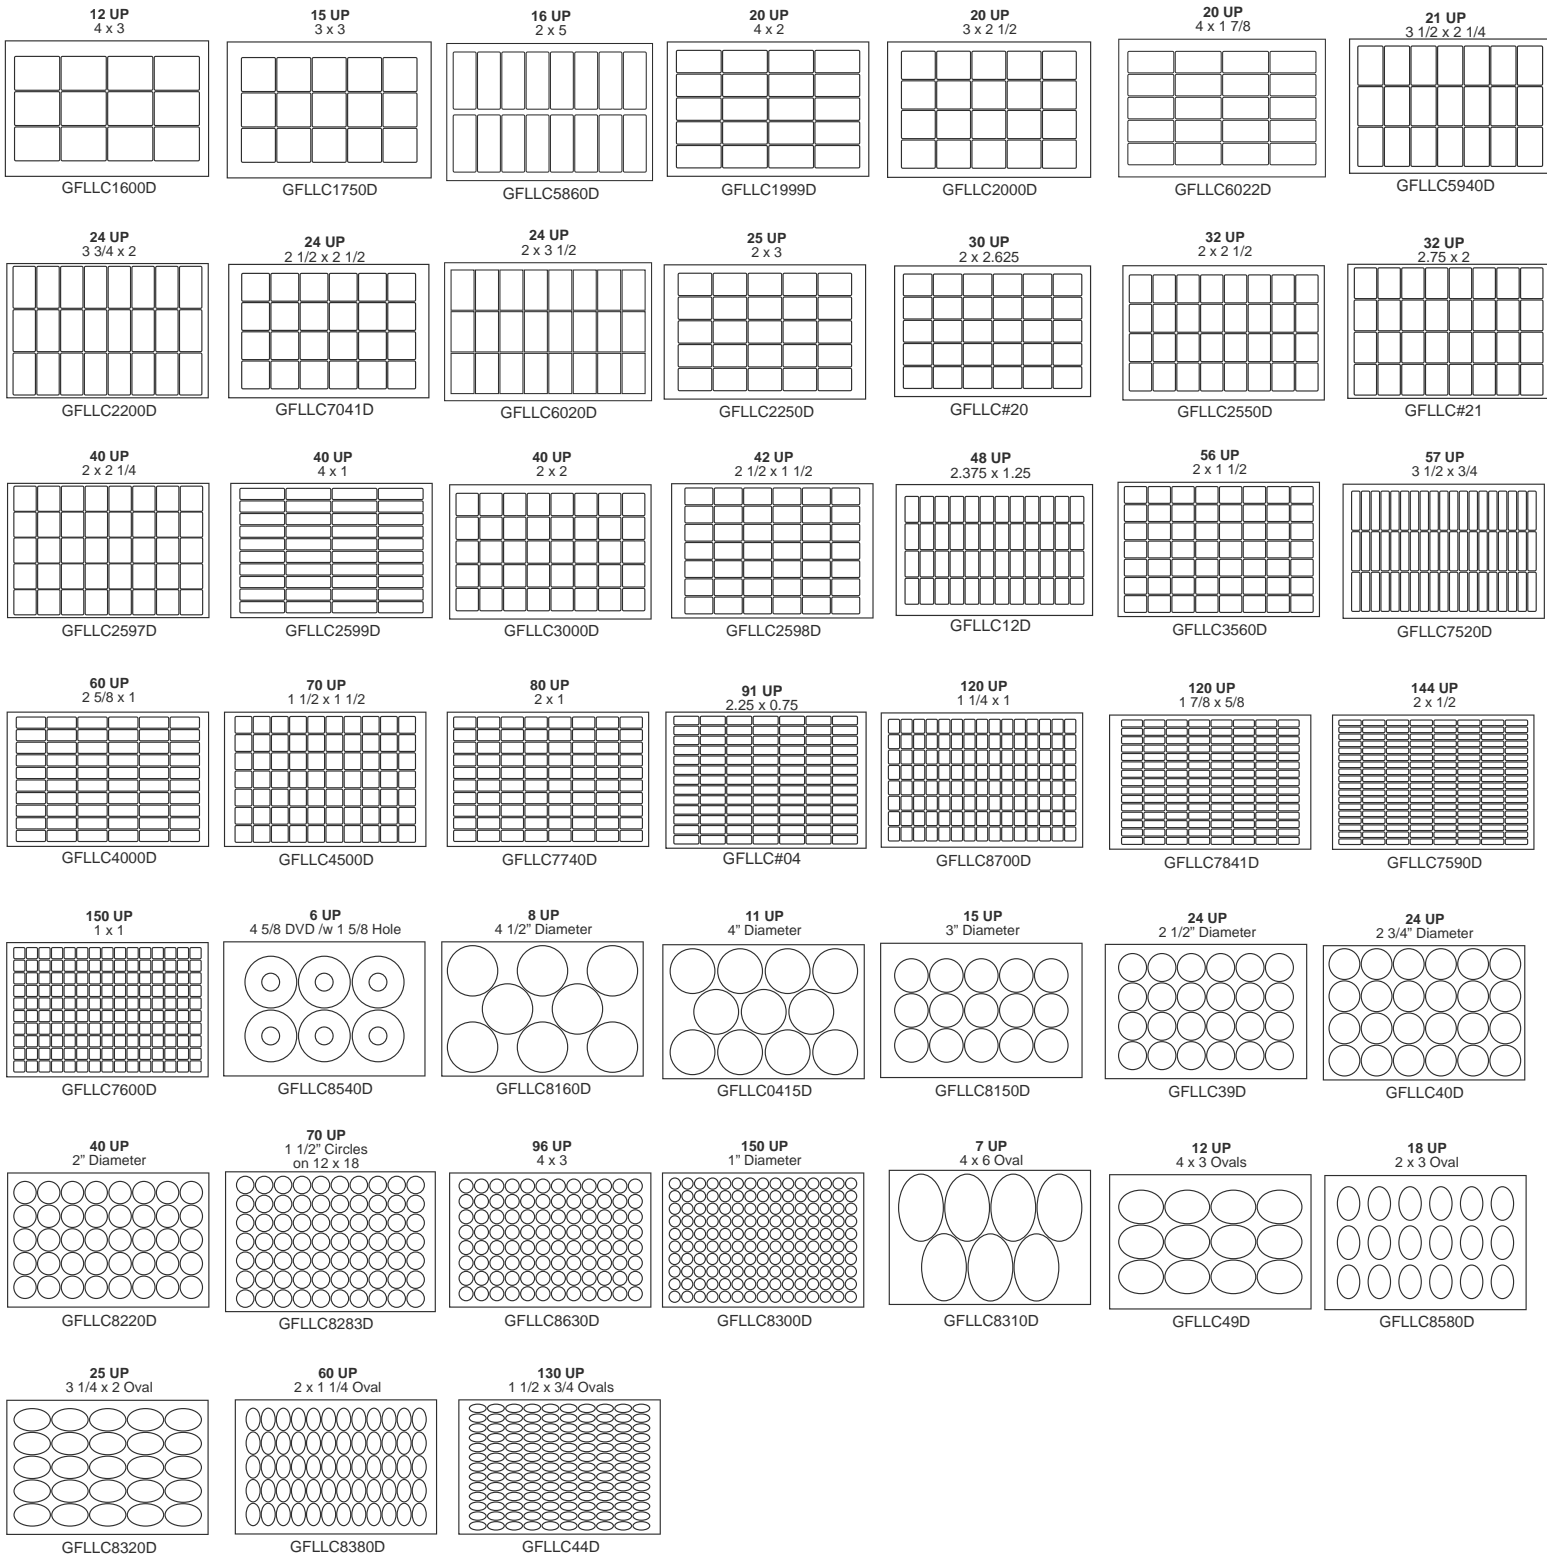 12 UP
4 x 3
GFLLC1600D
15 UP
3 x 3
GFLLC1750D
16 UP
2 x 5
GFLLC5860D
20 UP
4 x 2
GFLLC1999D
20 UP
3 x 2 1/2
GFLLC2000D
20 UP
4 x 1 7/8
GFLLC6022D
21 UP
3 1/2 x 2 1/4
GFLLC5940D
24 UP
3 3/4 x 2
GFLLC2200D
24 UP
2 1/2 x 2 1/2
GFLLC7041D
24 UP
2 x 3 1/2
GFLLC6020D
25 UP
2 x 3
GFLLC2250D
30 UP
2 x 2.625
GFLLC#20
32 UP
2 x 2 1/2
GFLLC2550D
32 UP
2.75 x 2
GFLLC#21
40 UP
2 x 2 1/4
GFLLC2597D
40 UP
4 x 1
GFLLC2599D
40 UP
2 x 2
GFLLC3000D
42 UP
2 1/2 x 1 1/2
GFLLC2598D
48 UP
2.375 x 1.25
GFLLC12D
56 UP
2 x 1 1/2
GFLLC3560D
57 UP
3 1/2 x 3/4
GFLLC7520D
60 UP
2 5/8 x 1
GFLLC4000D
70 UP
1 1/2 x 1 1/2
GFLLC4500D
80 UP
2 x 1
GFLLC7740D
91 UP
2.25 x 0.75
GFLLC#04
120 UP
1 1/4 x 1
GFLLC8700D
120 UP
1 7/8 x 5/8
GFLLC7841D
144 UP
2 x 1/2
GFLLC7590D
150 UP
1 x 1
GFLLC7600D
6 UP
4 5/8 DVD /w 1 5/8 Hole
GFLLC8540D
8 UP
4 1/2” Diameter
GFLLC8160D
11 UP
4” Diameter
GFLLC0415D
15 UP
3” Diameter
GFLLC8150D
24 UP
2 1/2” Diameter
GFLLC39D
24 UP
2 3/4” Diameter
GFLLC40D
40 UP
2” Diameter
GFLLC8220D
70 UP
1 1/2” Circles
on 12 x 18
GFLLC8283D
96 UP
4 x 3
GFLLC8630D
150 UP
1” Diameter
GFLLC8300D
7 UP
4 x 6 Oval
GFLLC8310D
12 UP
4 x 3 Ovals
GFLLC49D
18 UP
2 x 3 Oval
GFLLC8580D
25 UP
3 1/4 x 2 Oval
GFLLC8320D
60 UP
2 x 1 1/4 Oval
GFLLC8380D
130 UP
1 1/2 x 3/4 Ovals
GFLLC44D